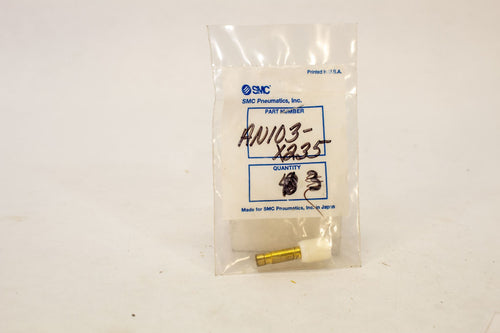 Printed in U.S.A.
SMC
SMC Pneumatics, Inc.
PART NUMBER
AN103-
X235
QUANTITY
Made for SMC Pneumatics, Inc. in Japan